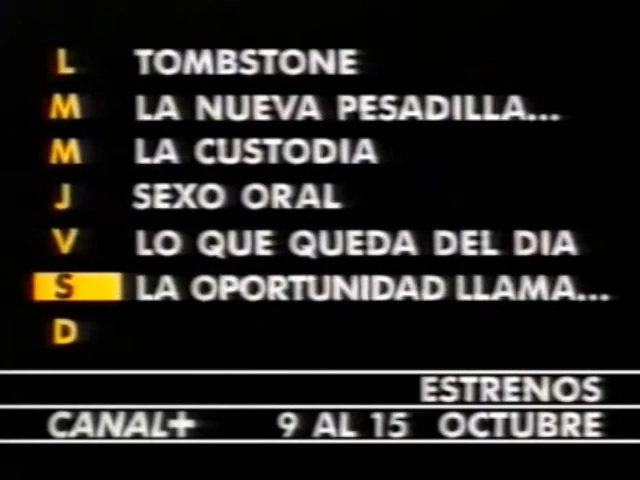 L TOMBSTONE
M LA NUEVA PESADILLA...
M LA CUSTODIA
J SEXO ORAL
V LO QUE QUEDA DEL DIA
S LA OPORTUNIDAD LLAMA...
D
ESTRENOS
CANAL+ 9 AL 15 OCTUBRE